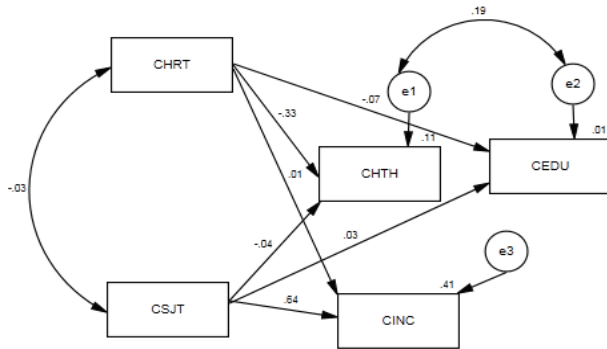 .19
CHRT
e1
e2
-.07
-.33
.11
.01
CHTH
CEDU
.01
-.03
-.04
.03
e3
CSJT
.64
.41
CINC